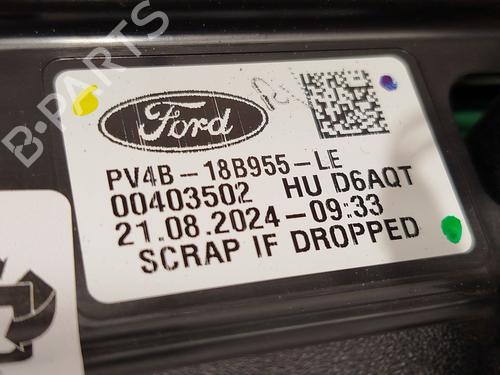 B-PARTS
Ford
PV4B-18B955-LE
00403502 HU D6AQT
21.08.2024-09:33
SCRAP IF DROPPED